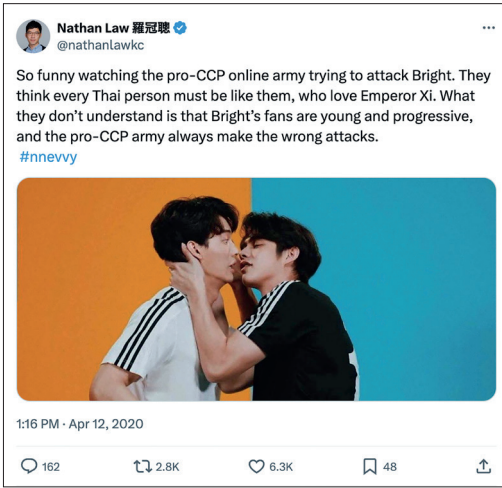 Nathan Law 羅冠聰
@nathanlawkc
So funny watching the pro-CCP online army trying to attack Bright. They
think every Thai person must be like them, who love Emperor Xi. What
they don’t understand is that Bright’s fans are young and progressive,
and the pro-CCP army always make the wrong attacks.
#nnevvy
1:16 PM · Apr 12, 2020
162 2.8K 6.3K 48